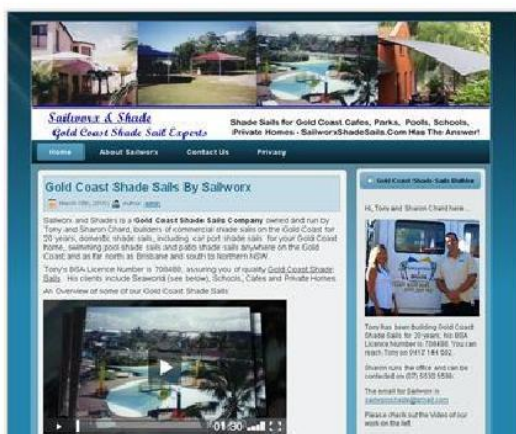 Sailworx & Shade
Gold Coast Shade Sail Experts
Shade Sails for Gold Coast Cafes, Parks, Pools, Schools,
Private Homes - SailworxShadeSails.Com Has The Answer!
Home About Sailworx Contact Us Privacy
Gold Coast Shade Sails By Sailworx
Author: admin
Sailworx and Shades is a Gold Coast Shade Sails Company owned and run by
Tony and Sharon Chard, builders of commercial shade sails on the Gold Coast for
20 years, domestic shade sails, including car port shade sails for your Gold Coast
home, swimming pool shade sails and patio shade sails anywhere on the Gold
Coast and as far north as Brisbane and south to Northern NSW.
Tony's BSA Licence Number is 708488, assuring you of quality Gold Coast Shade
Sails. His clients include Seaworld (see below), Schools, Cafes and Private Homes.
An Overview of some of our Gold Coast Shade Sails
01:30
Gold Coast Shade Sails Builder
Hi, Tony and Sharon Chard here...
Tony has been building Gold Coast
Shade Sails for 20 years, his BSA
Licence Number is 708488. You can
reach Tony on
Sharon runs the office and can be
contacted on
The email for Sailworx is
Please check out the Video of our
work on the left.